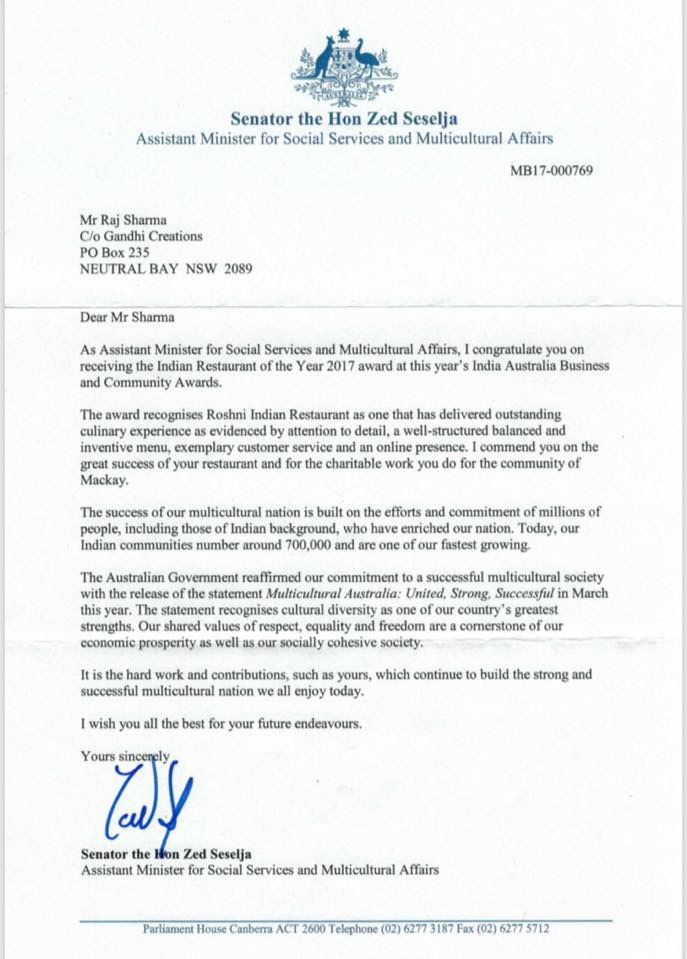 AUSTRALIA
Senator the Hon Zed Seselja
Assistant Minister for Social Services and Multicultural Affairs
MB17-000769
Mr Raj Sharma
C/o Gandhi Creations
PO Box 235
NEUTRAL BAY NSW 2089
Dear Mr Sharma
As Assistant Minister for Social Services and Multicultural Affairs, I congratulate you on
receiving the Indian Restaurant of the Year 2017 award at this year's India Australia Business
and Community Awards.
The award recognises Roshni Indian Restaurant as one that has delivered outstanding
culinary experience as evidenced by attention to detail, a well-structured balanced and
inventive menu, exemplary customer service and an online presence. I commend you on the
great success of your restaurant and for the charitable work you do for the community of
Mackay.
The success of our multicultural nation is built on the efforts and commitment of millions of
people, including those of Indian background, who have enriched our nation. Today, our
Indian communities number around 700,000 and are one of our fastest growing.
The Australian Government reaffirmed our commitment to a successful multicultural society
with the release of the statement Multicultural Australia: United, Strong, Successful in March
this year. The statement recognises cultural diversity as one of our country's greatest
strengths. Our shared values of respect, equality and freedom are a cornerstone of our
economic prosperity as well as our socially cohesive society.
It is the hard work and contributions, such as yours, which continue to build the strong and
successful multicultural nation we all enjoy today.
I wish you all the best for your future endeavours.
Yours sincerely
Senator the Hon Zed Seselja
Assistant Minister for Social Services and Multicultural Affairs
Parliament House Canberra ACT 2600 Telephone (02) 6277 3187 Fax (02) 6277 5712